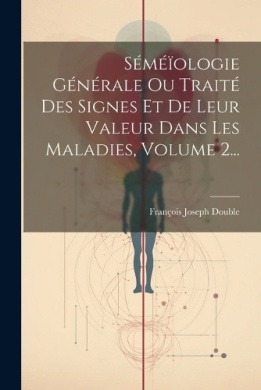 Séméïologie
Générale Ou Traité
Des Signes Et De Leur
Valeur Dans Les
Maladies, Volume 2...
François Joseph Double